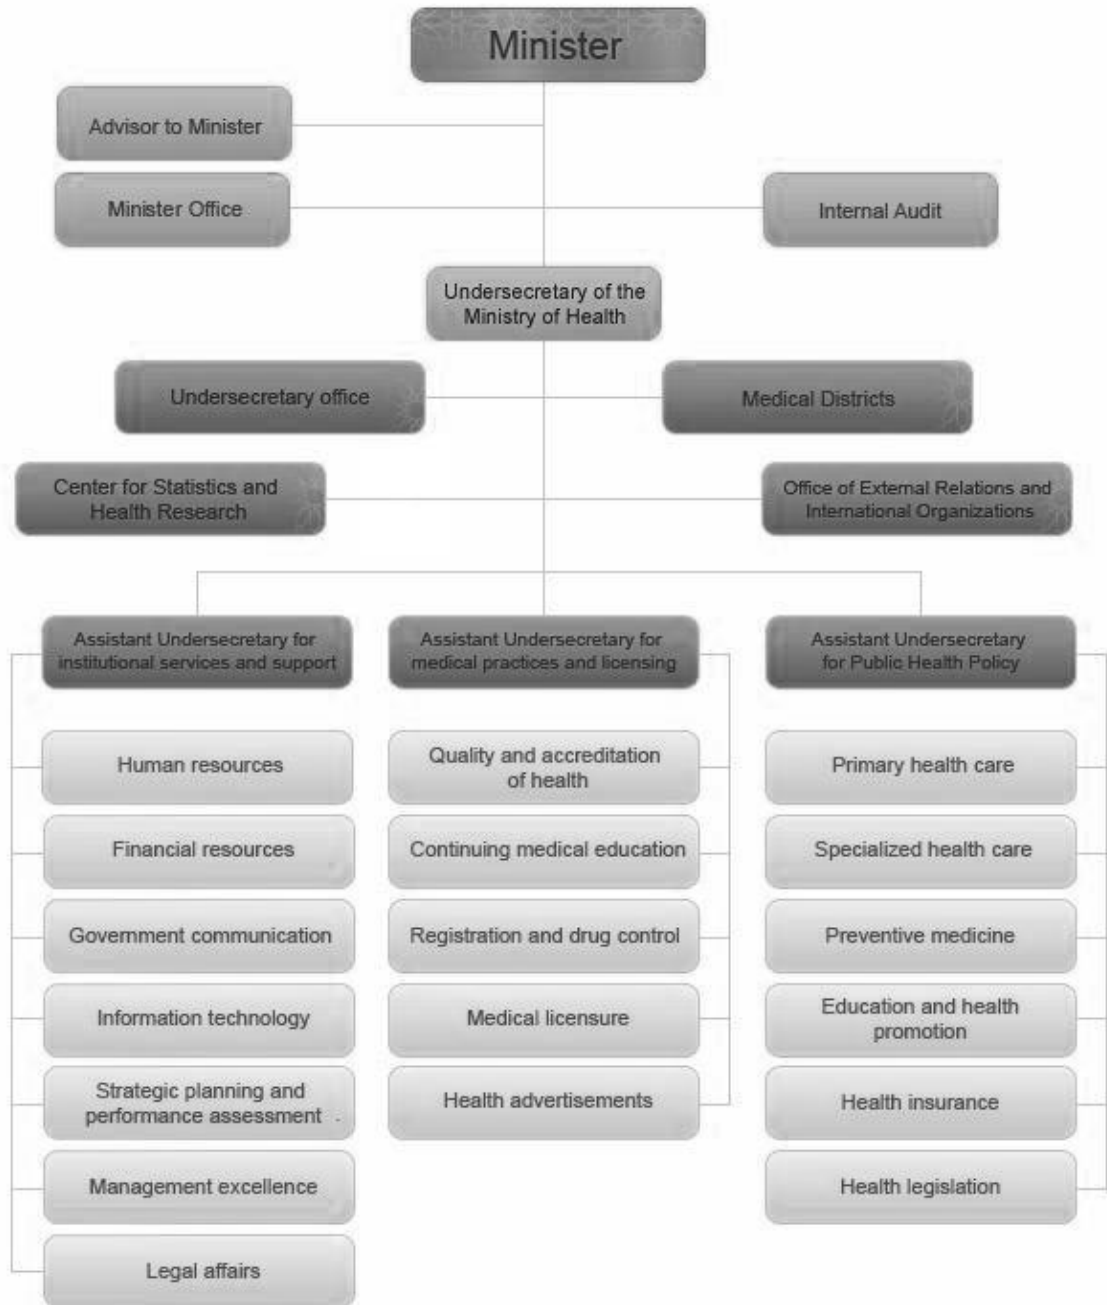 Minister
Advisor to Minister
Minister Office
Internal Audit
Undersecretary of the
Ministry of Health
Undersecretary office
Medical Districts
Center for Statistics and
Health Research
Office of External Relations and
International Organizations
Assistant Undersecretary for
institutional services and support
Human resources
Financial resources
Government communication
Information technology
Strategic planning and
performance assessment .
Management excellence
Legal affairs
Assistant Undersecretary for
medical practices and licensing
Quality and accreditation
of health
Continuing medical education
Registration and drug control
Medical licensure
Health advertisements
Assistant Undersecretary
for Public Health Policy
Primary health care
Specialized health care
Preventive medicine
Education and health
promotion
Health insurance
Health legislation